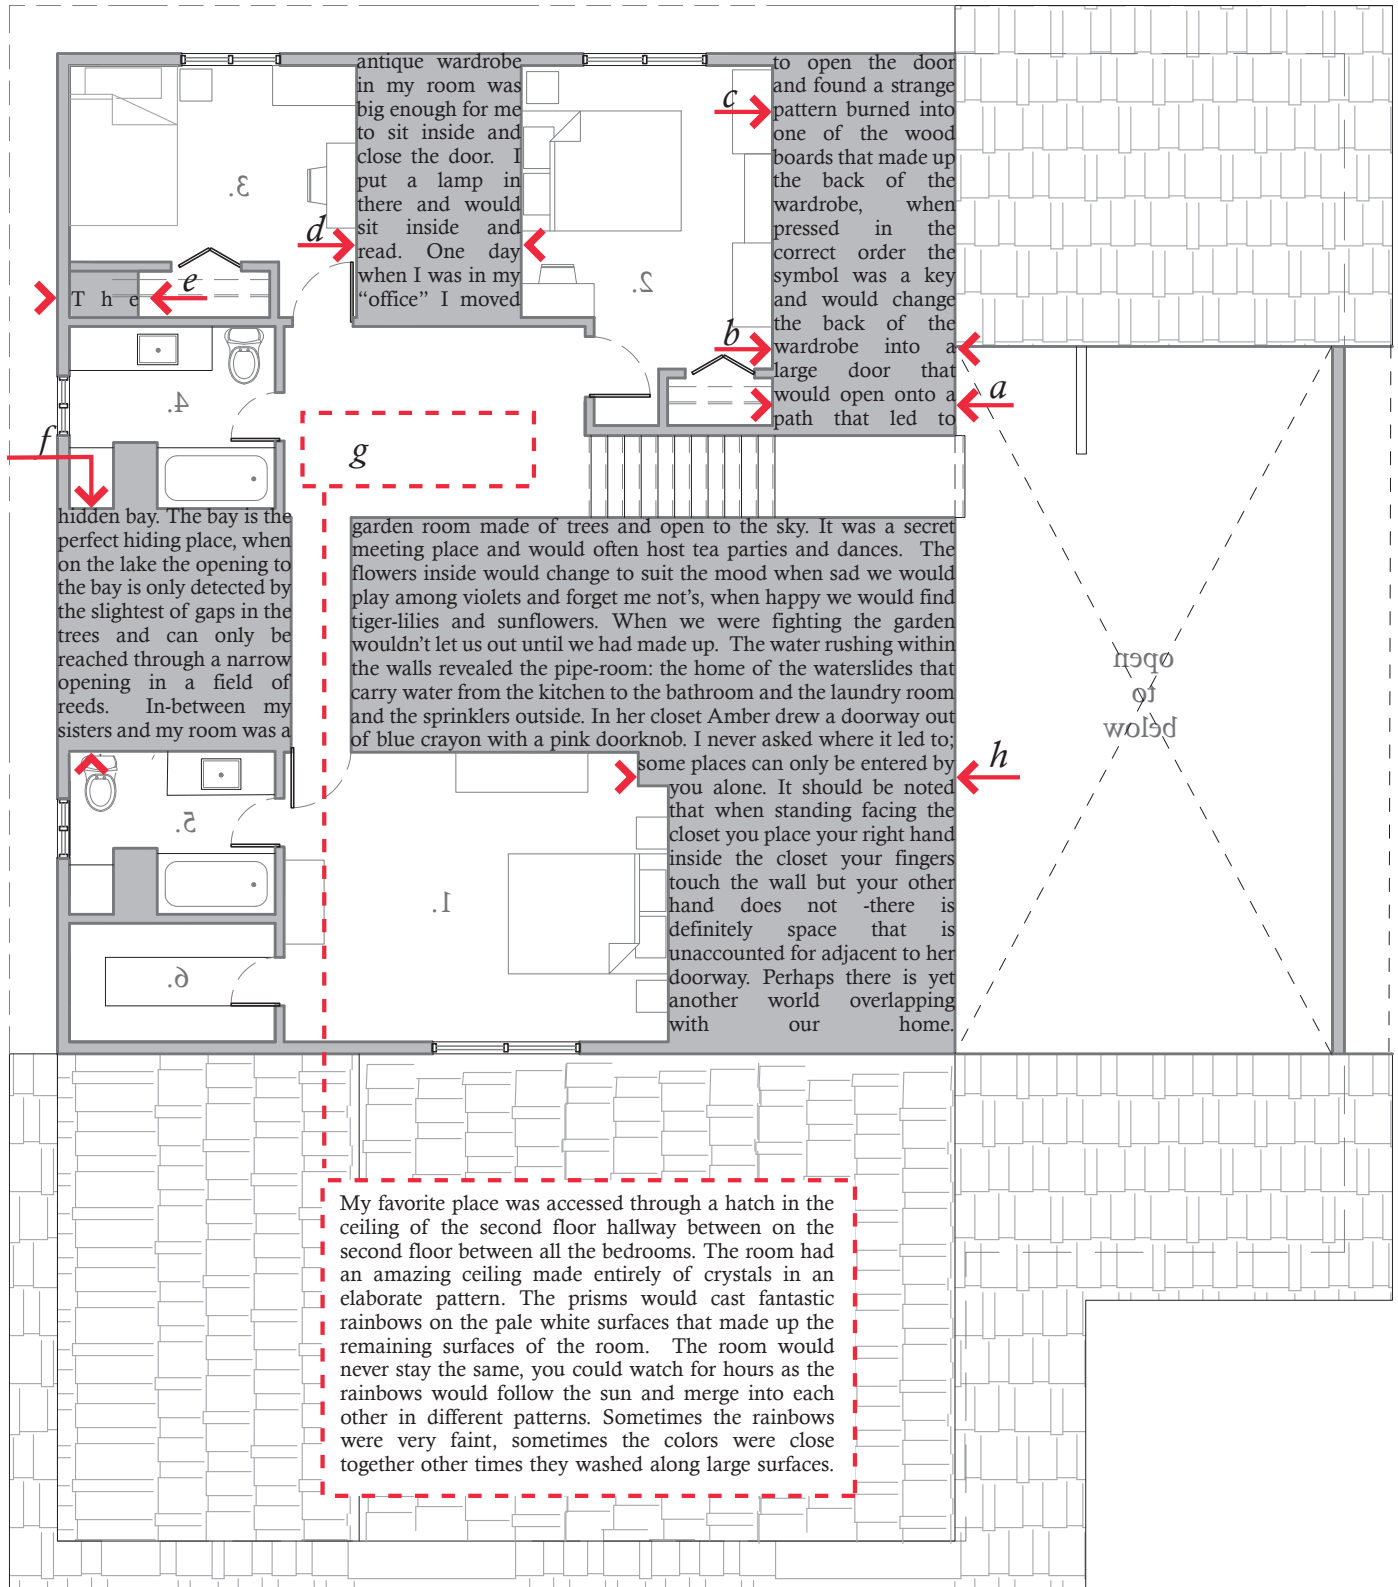 T h e
antique wardrobe
in my room was
big enough for me
to sit inside and
close the door. I
put a lamp in
there and would
sit inside and
read. One day
when I was in my
“office” I moved
to open the door
and found a strange
pattern burned into
one of the wood
boards that made up
the back of the
wardrobe, when
pressed in the
correct order the
symbol was a key
and would change
the back of the
wardrobe into a
large door that
would open onto a
path that led to
hidden bay. The bay is the
perfect hiding place, when
on the lake the opening to
the bay is only detected by
the slightest of gaps in the
trees and can only be
reached through a narrow
opening in a field of
reeds. In-between my
sisters and my room was a
garden room made of trees and open to the sky. It was a secret
meeting place and would often host tea parties and dances. The
flowers inside would change to suit the mood when sad we would
play among violets and forget me not’s, when happy we would find
tiger-lilies and sunflowers. When we were fighting the garden
wouldn’t let us out until we had made up. The water rushing within
the walls revealed the pipe-room: the home of the waterslides that
carry water from the kitchen to the bathroom and the laundry room
and the sprinklers outside. In her closet Amber drew a doorway out
of blue crayon with a pink doorknob. I never asked where it led to;
some places can only be entered by
you alone. It should be noted
that when standing facing the
closet you place your right hand
inside the closet your fingers
touch the wall but your other
hand does not -there is
definitely space that is
unaccounted for adjacent to her
doorway. Perhaps there is yet
another world overlapping
with our home.
My favorite place was accessed through a hatch in the
ceiling of the second floor hallway between on the
second floor between all the bedrooms. The room had
an amazing ceiling made entirely of crystals in an
elaborate pattern. The prisms would cast fantastic
rainbows on the pale white surfaces that made up the
remaining surfaces of the room. The room would
never stay the same, you could watch for hours as the
rainbows would follow the sun and merge into each
other in different patterns. Sometimes the rainbows
were very faint, sometimes the colors were close
together other times they washed along large surfaces.
c
d
e
b
a
f
g
h
3.
2.
4.
5.
1.
6.
open
to
below